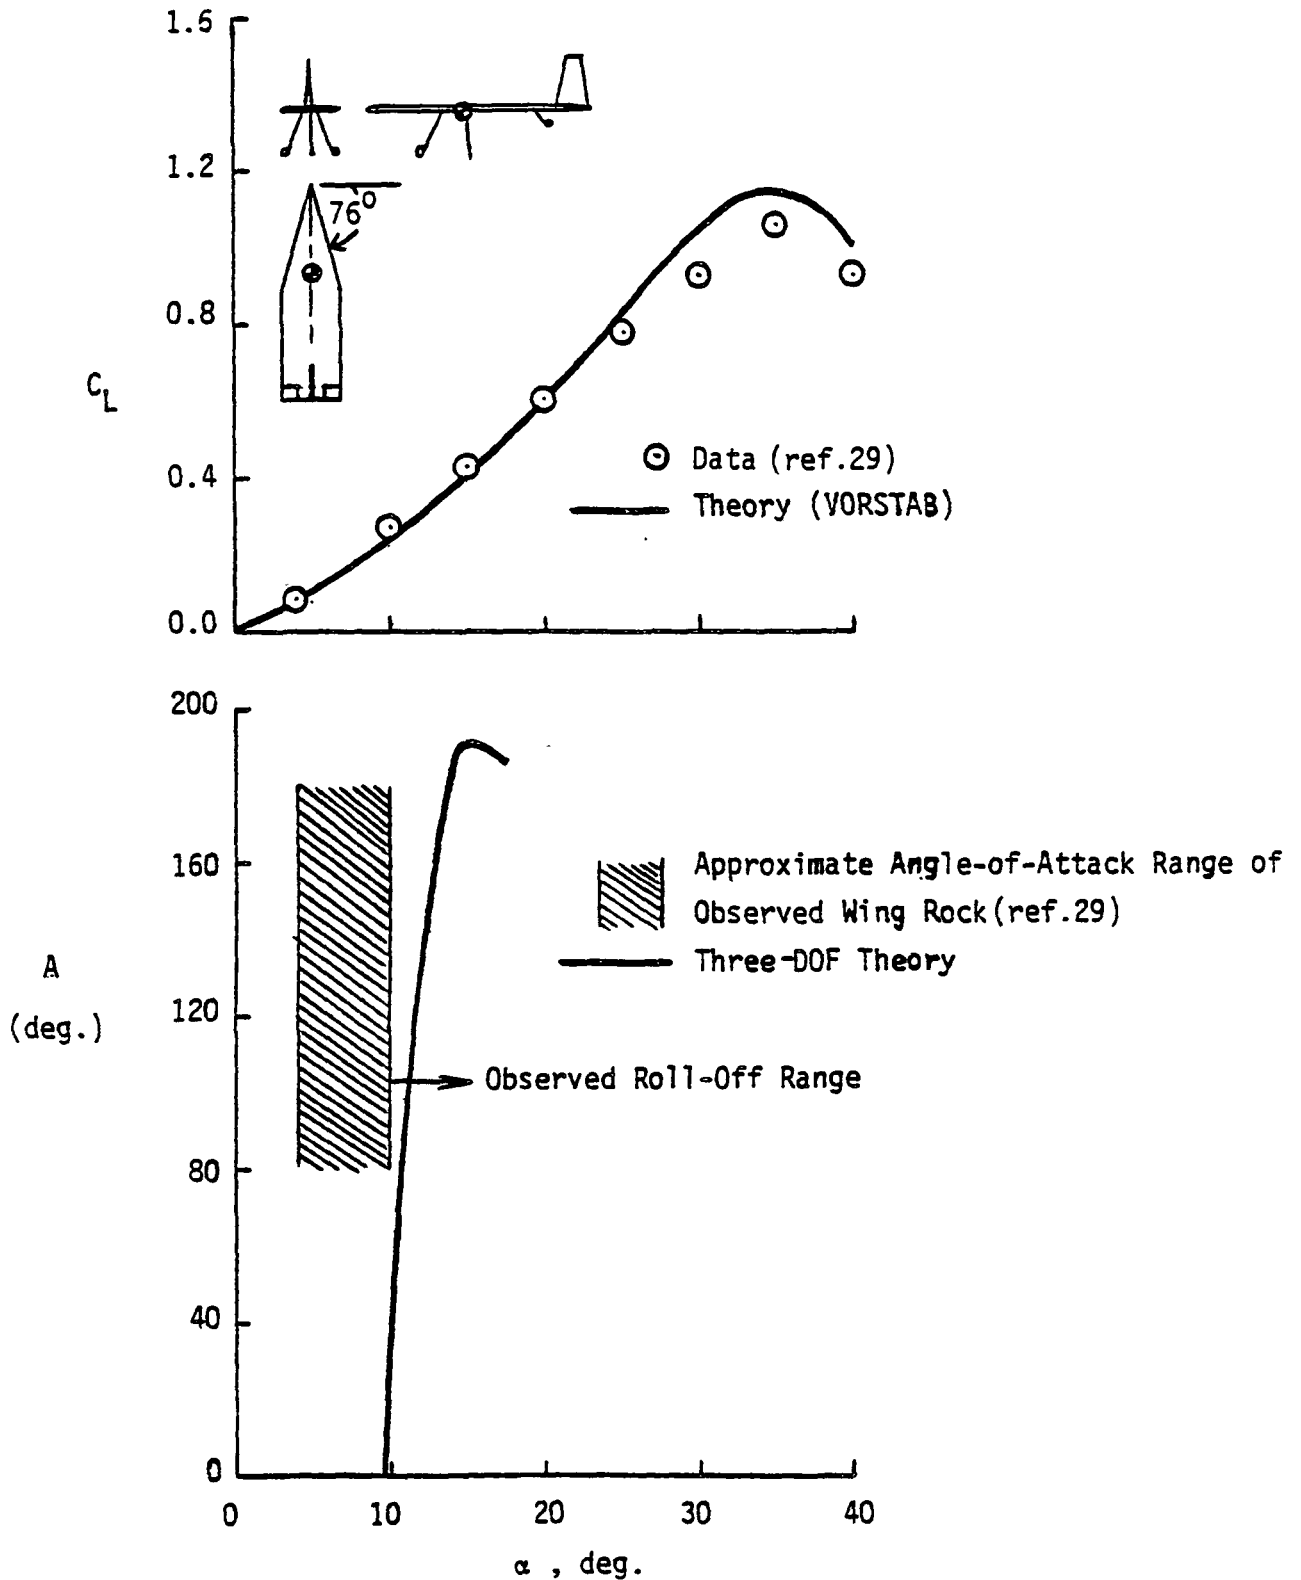 1.6
1.2
0.8
0.4
0.0
C_L
76°
Data (ref.29)
Theory (VORSTAB)
200
160
120
80
40
0
A
(deg.)
Approximate Angle-of-Attack Range of
Observed Wing Rock (ref.29)
Three-DOF Theory
Observed Roll-Off Range
0 10 20 30 40
α , deg.